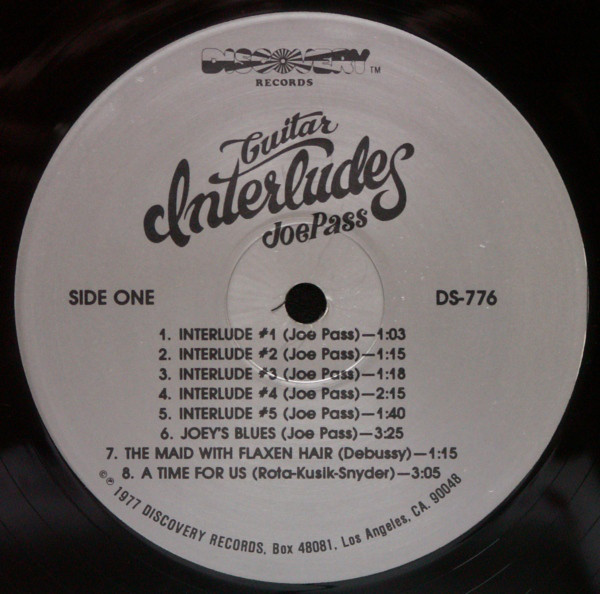 DISCOVERY TM
RECORDS
Guitar
Interludes
Joe Pass
SIDE ONE
DS-776
1. INTERLUDE #1 (Joe Pass)—1:03
2. INTERLUDE #2 (Joe Pass)—1:15
3. INTERLUDE #3 (Joe Pass)—1:18
4. INTERLUDE #4 (Joe Pass)—2:15
5. INTERLUDE #5 (Joe Pass)—1:40
6. JOEY'S BLUES (Joe Pass)—3:25
7. THE MAID WITH FLAXEN HAIR (Debussy)—1:15
8. A TIME FOR US (Rota-Kusik-Snyder)—3:05
©℗ 1977 DISCOVERY RECORDS, Box 48081, Los Angeles, CA. 90048